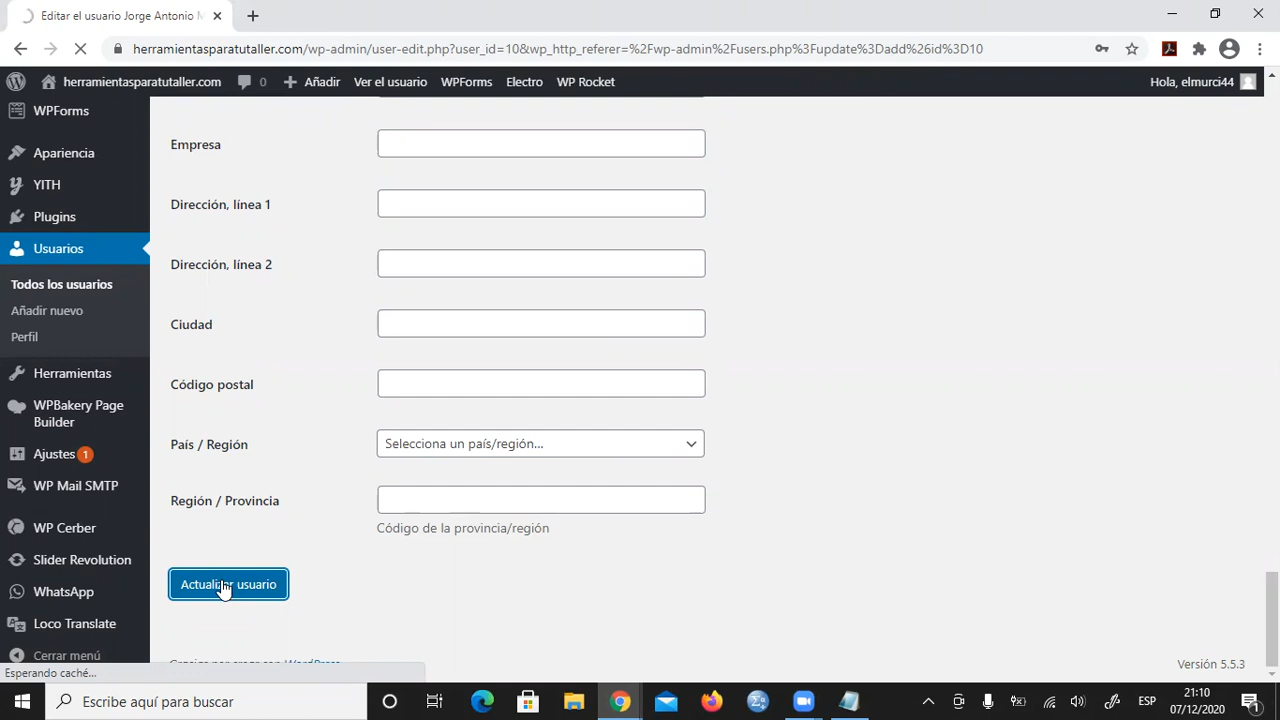 Editar el usuario Jorge Antonio M
herramientasparatutaller.com/wp-admin/user-edit.php?user_id=10&wp_http_referer=%2Fwp-admin%2Fusers.php%3Fupdate%3Dadd%26id%3D10
herramientasparatutaller.com 0 Añadir Ver el usuario WPForms Electro WP Rocket Hola, elmurci44
WPForms
Apariencia
YITH
Plugins
Usuarios
Todos los usuarios
Añadir nuevo
Perfil
Herramientas
WPBakery Page
Builder
Ajustes 1
WP Mail SMTP
WP Cerber
Slider Revolution
WhatsApp
Loco Translate
Cerrar menú
Empresa
Dirección, línea 1
Dirección, línea 2
Ciudad
Código postal
País / Región
Selecciona un país/región...
Región / Provincia
Código de la provincia/región
Actualizar usuario
WordPress
Versión 5.5.3
Esperando caché...
Escribe aquí para buscar
ESP
21:10
07/12/2020
1